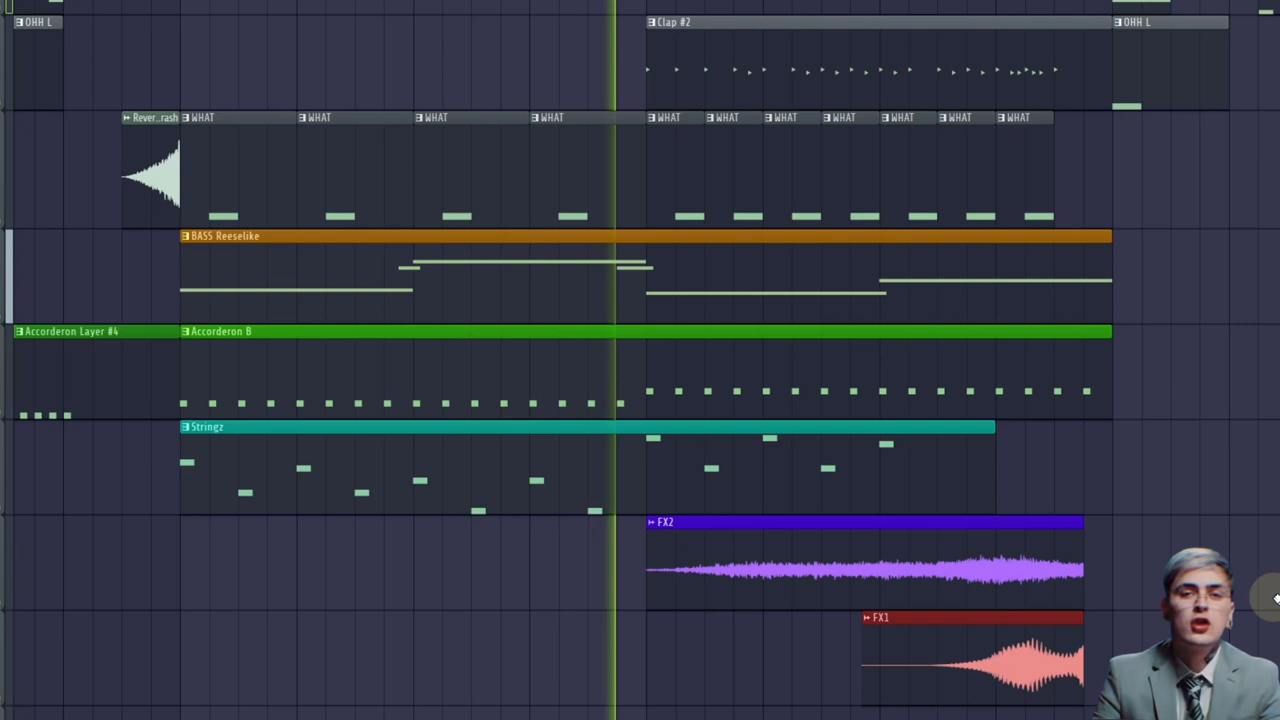 OHH L
Clap #2
OHH L
Rever..rash
WHAT
WHAT
WHAT
WHAT
WHAT
WHAT
WHAT
WHAT
WHAT
WHAT
WHAT
BASS Reeselike
Accorderon Layer #4
Accorderon B
Stringz
FX2
FX1